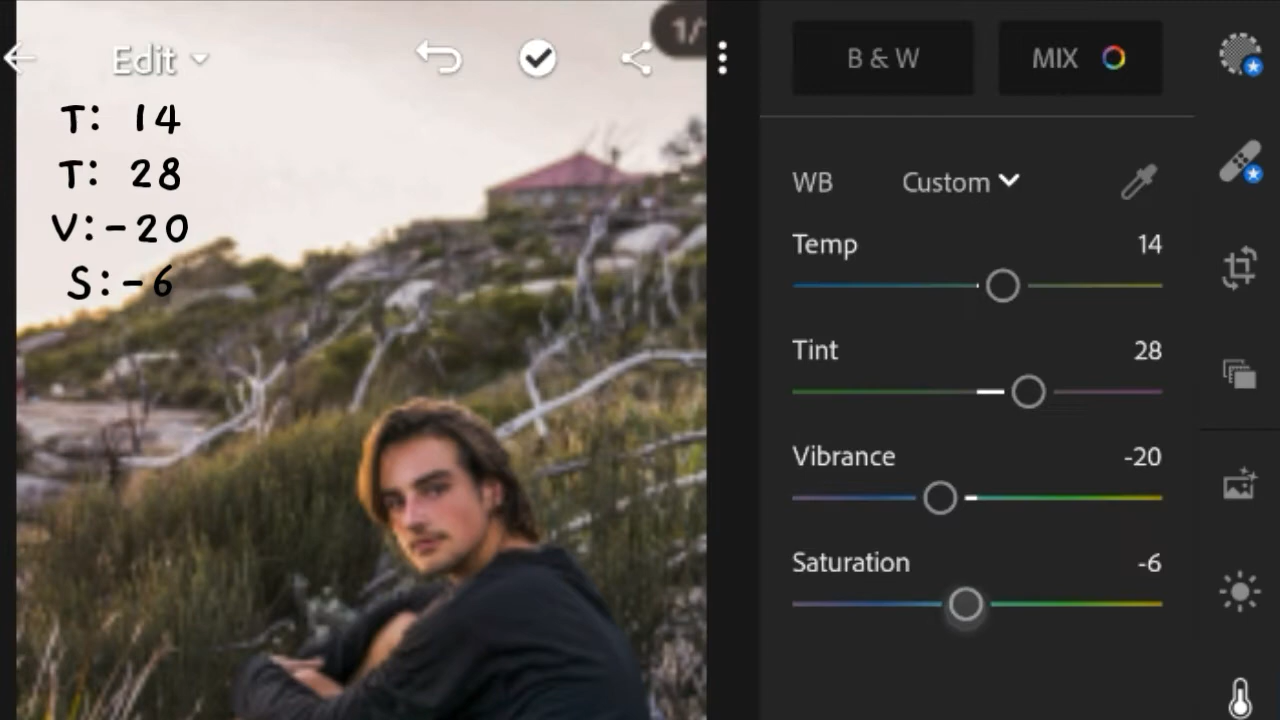 1/
Edit
T: 14
T: 28
V:-20
S:-6
B & W
MIX
WB Custom
Temp 14
Tint 28
Vibrance -20
Saturation -6